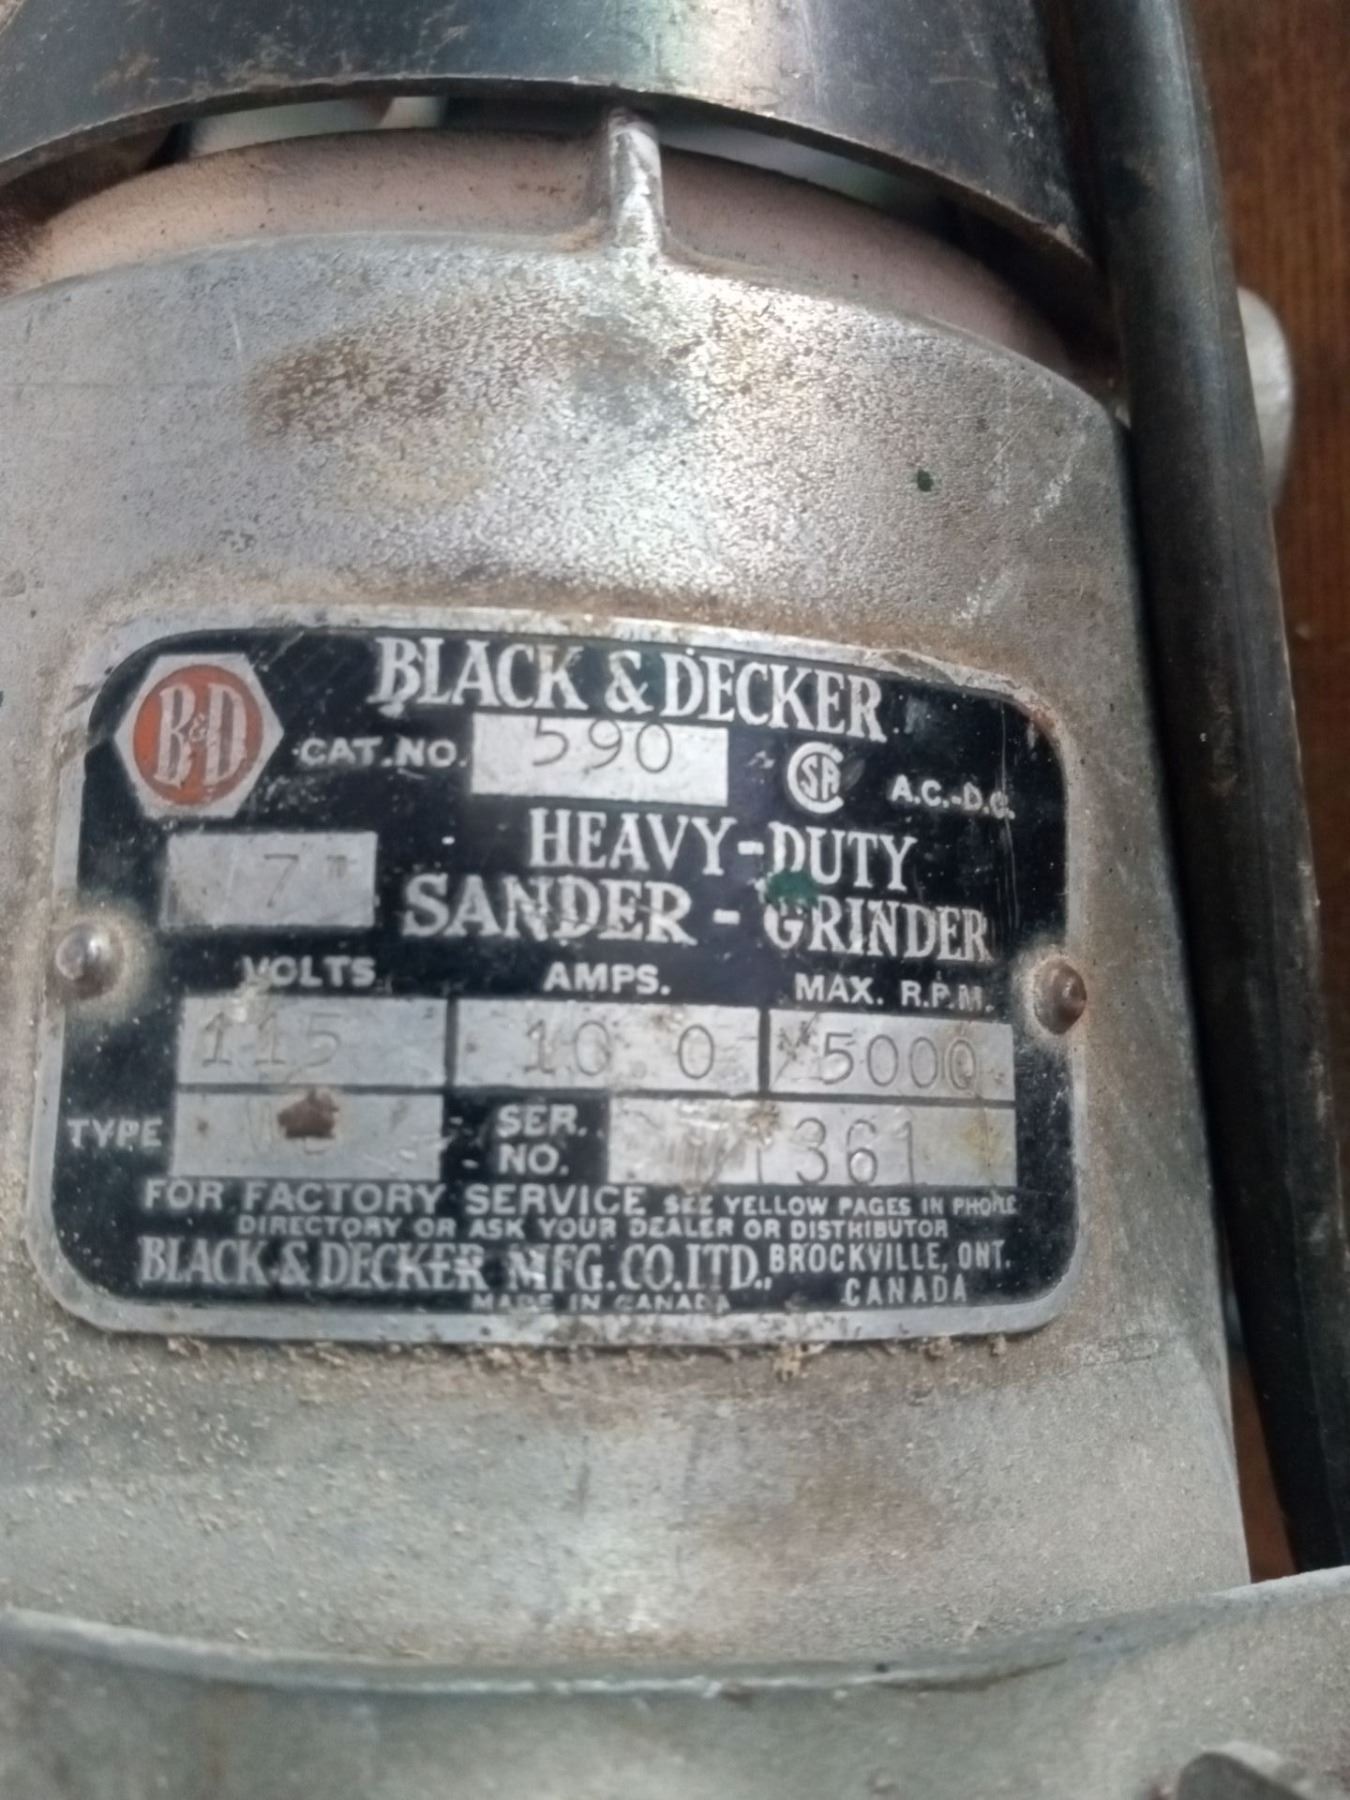 BLACK & DECKER
B&D
CAT. NO. 590
CSA A.C.-D.C.
7"
HEAVY-DUTY
SANDER - GRINDER
VOLTS AMPS. MAX. R.P.M.
115 10.0 5000
TYPE SER. NO. 361
FOR FACTORY SERVICE SEE YELLOW PAGES IN PHONE
DIRECTORY OR ASK YOUR DEALER OR DISTRIBUTOR
BLACK & DECKER MFG. CO. LTD., BROCKVILLE, ONT.
CANADA
MADE IN CANADA